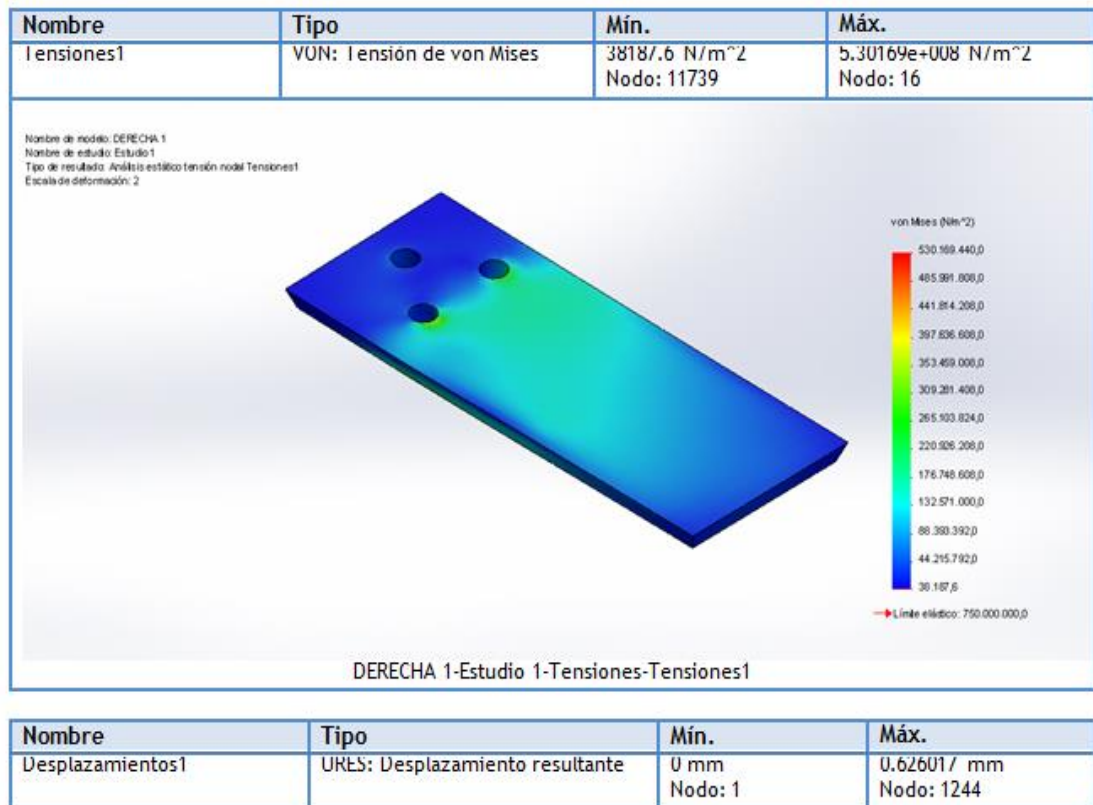 Nombre Tipo Mín. Máx.
Tensiones1 VON: Tensión de von Mises 38187.6 N/m^2 5.30169e+008 N/m^2
Nodo: 11739 Nodo: 16
Nombre de modelo: DERECHA 1
Nombre de estudio: Estudio 1
Tipo de resultado: Análisis estático tensión nodal Tensiones1
Escala de deformación: 2
von Mises (N/m^2)
530.169.440,0
485.991.808,0
441.814.208,0
397.636.608,0
353.459.008,0
309.281.408,0
265.103.824,0
220.926.208,0
176.748.608,0
132.571.000,0
88.393.392,0
44.215.792,0
38.187,6
Límite elástico: 750.000.000,0
DERECHA 1-Estudio 1-Tensiones-Tensiones1
Nombre Tipo Mín. Máx.
Desplazamientos1 URES: Desplazamiento resultante 0 mm 0.626017 mm
Nodo: 1 Nodo: 1244